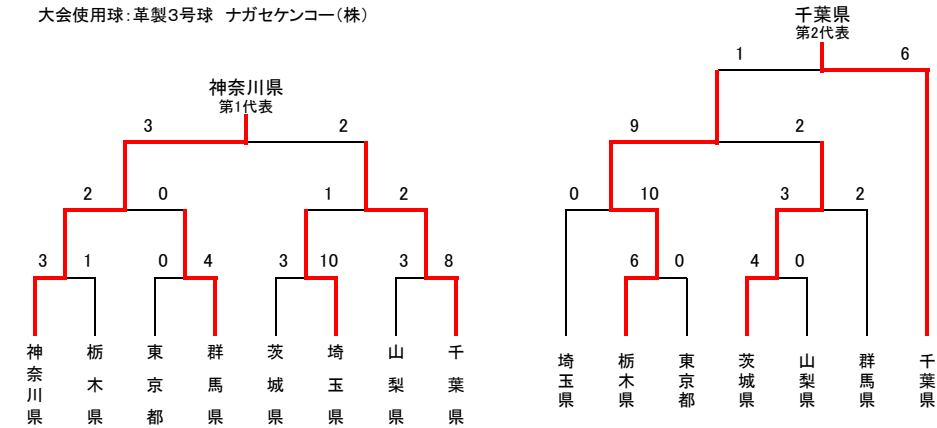 大会使用球：革製３号球　ナガセケンコー（株）
千葉県
第2代表
1 6
神奈川県
第1代表
3 2
9 2
2 0 1 2
0 10 3 2
3 1 0 4 3 10 3 8
6 0 4 0
神奈川県 栃木県 東京都 群馬県 茨城県 埼玉県 山梨県 千葉県
埼玉県 栃木県 東京都 茨城県 山梨県 群馬県 千葉県